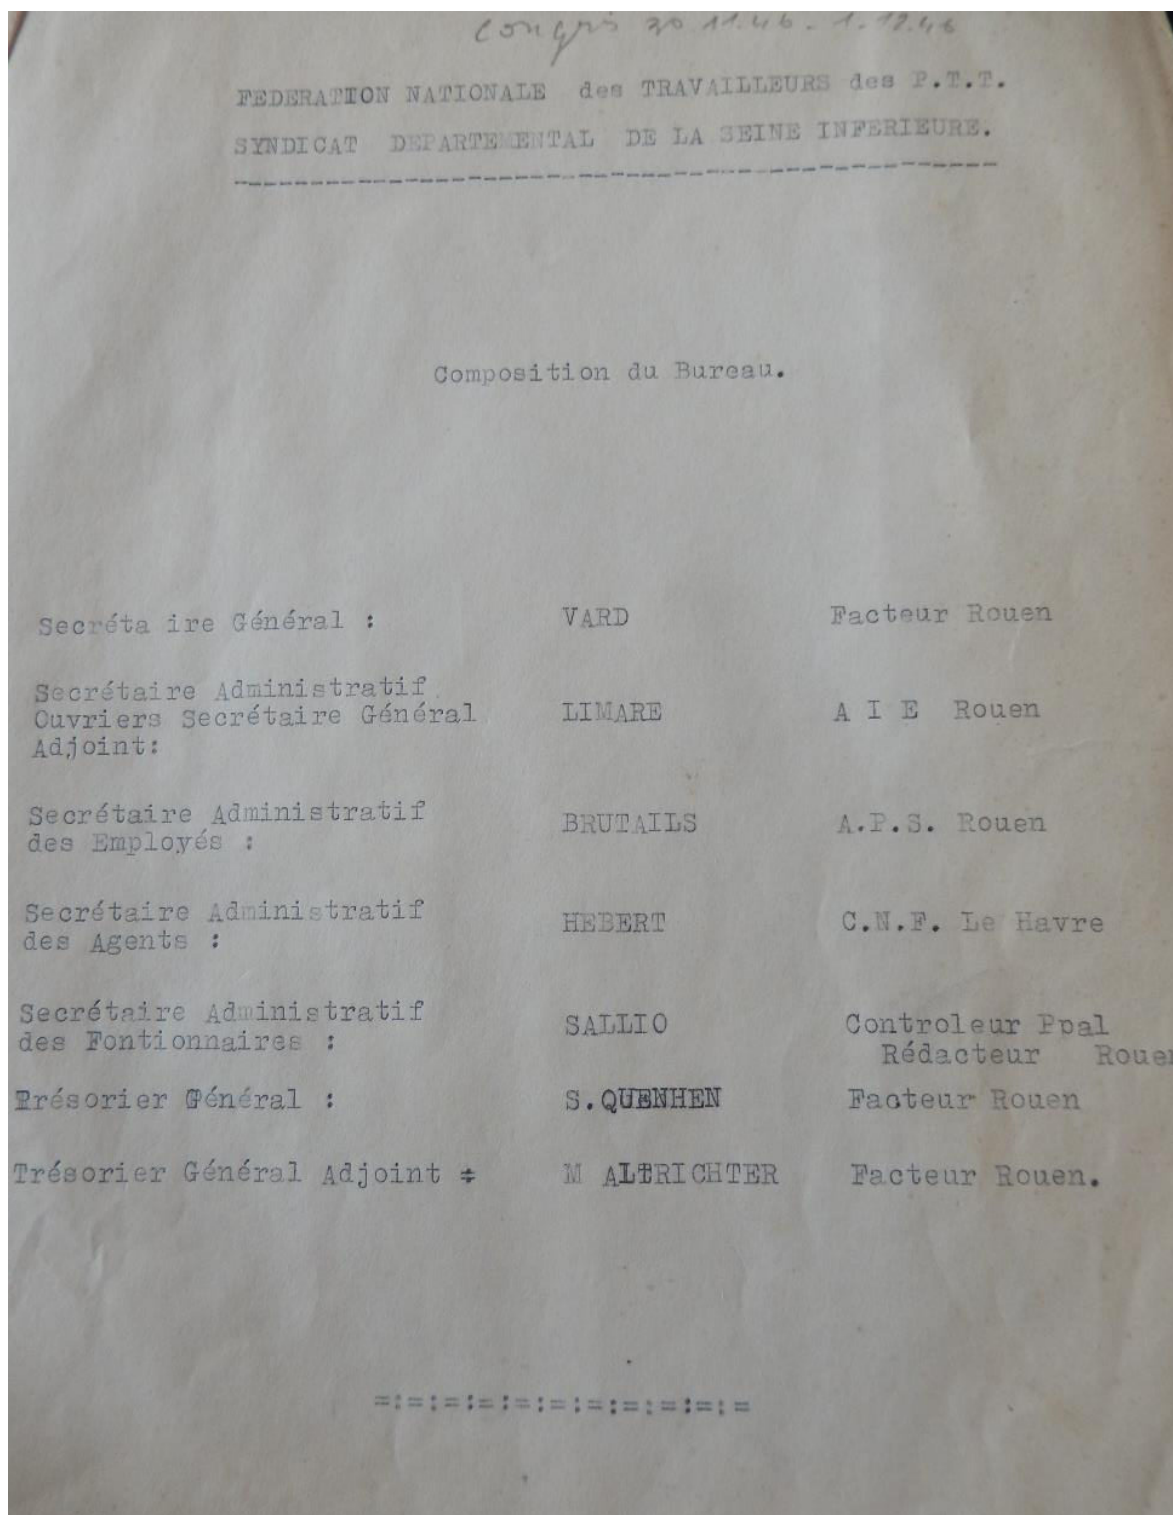 Congrès 30 11.46 - 1.12.46
FEDERATION NATIONALE des TRAVAILLEURS des P.T.T.
SYNDICAT DEPARTEMENTAL DE LA SEINE INFERIEURE.
Composition du Bureau.
Secréta ire Général : VARD Facteur Rouen
Secrétaire Administratif
Ouvriers Secrétaire Général LIMARE A I E Rouen
Adjoint:
Secrétaire Administratif
des Employés : BRUTAILS A.P.S. Rouen
Secrétaire Administratif
des Agents : HEBERT C.N.F. Le Havre
Secrétaire Administratif SALLIO Controleur Ppal
des Fontionnaires : Rédacteur Rouen
Trésorier Général : S.QUENHEN Facteur Rouen
Trésorier Général Adjoint : M ALTRICHTER Facteur Rouen.
=:=:=:=:=:=:=:=:=:=:=